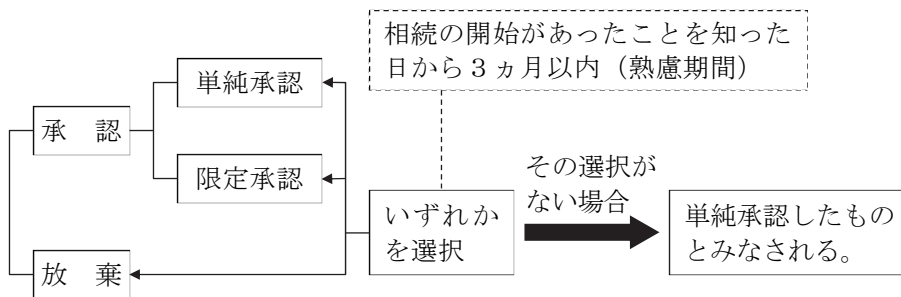 相続の開始があったことを知った
日から３ヵ月以内（熟慮期間）
単純承認
承　認
限定承認
その選択が
ない場合
いずれか
を選択
単純承認したもの
とみなされる。
放　棄